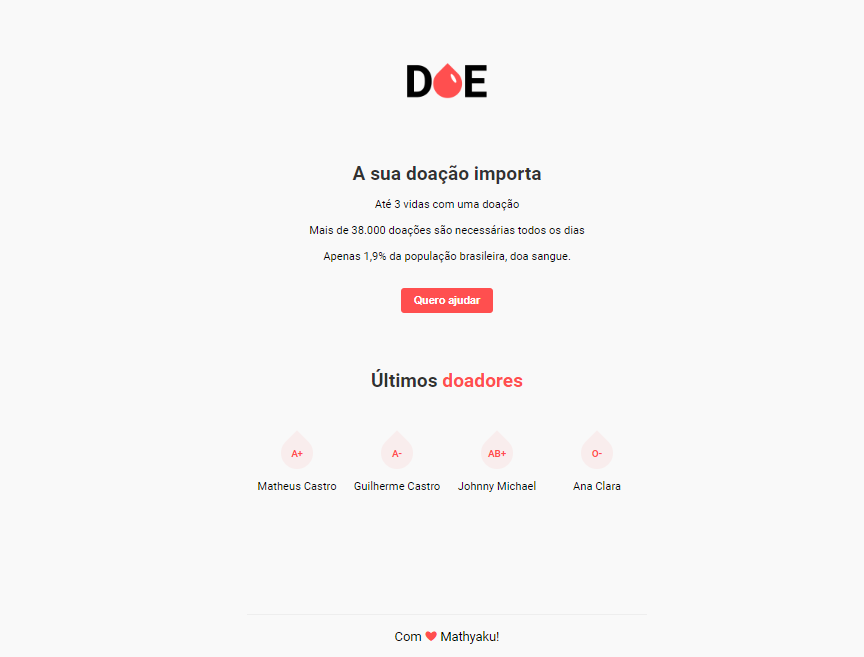 DOE
A sua doação importa
Até 3 vidas com uma doação
Mais de 38.000 doações são necessárias todos os dias
Apenas 1,9% da população brasileira, doa sangue.
Quero ajudar
Últimos doadores
A+ A- AB+ O-
Matheus Castro Guilherme Castro Johnny Michael Ana Clara
Com ❤ Mathyaku!